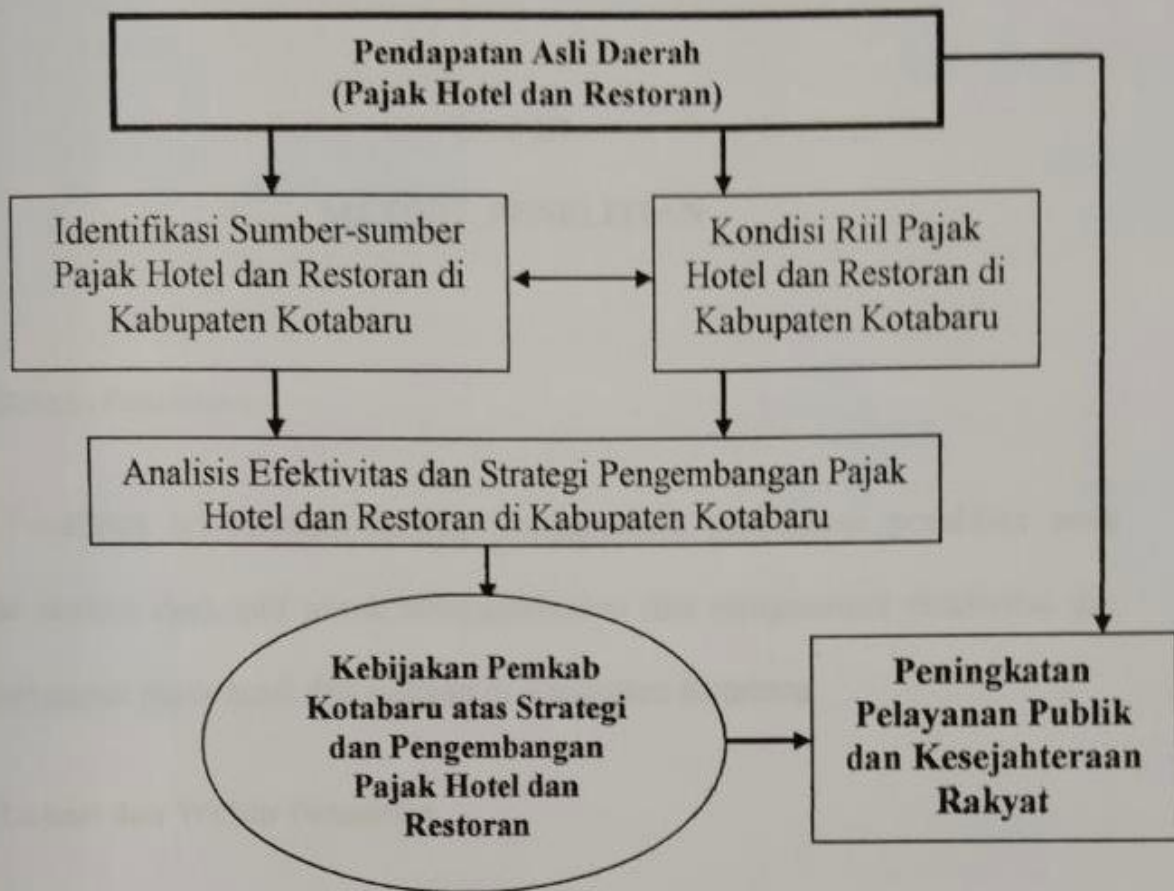 Pendapatan Asli Daerah
(Pajak Hotel dan Restoran)
Identifikasi Sumber-sumber
Pajak Hotel dan Restoran di
Kabupaten Kotabaru
Kondisi Riil Pajak
Hotel dan Restoran di
Kabupaten Kotabaru
Analisis Efektivitas dan Strategi Pengembangan Pajak
Hotel dan Restoran di Kabupaten Kotabaru
Kebijakan Pemkab
Kotabaru atas Strategi
dan Pengembangan
Pajak Hotel dan
Restoran
Peningkatan
Pelayanan Publik
dan Kesejahteraan
Rakyat